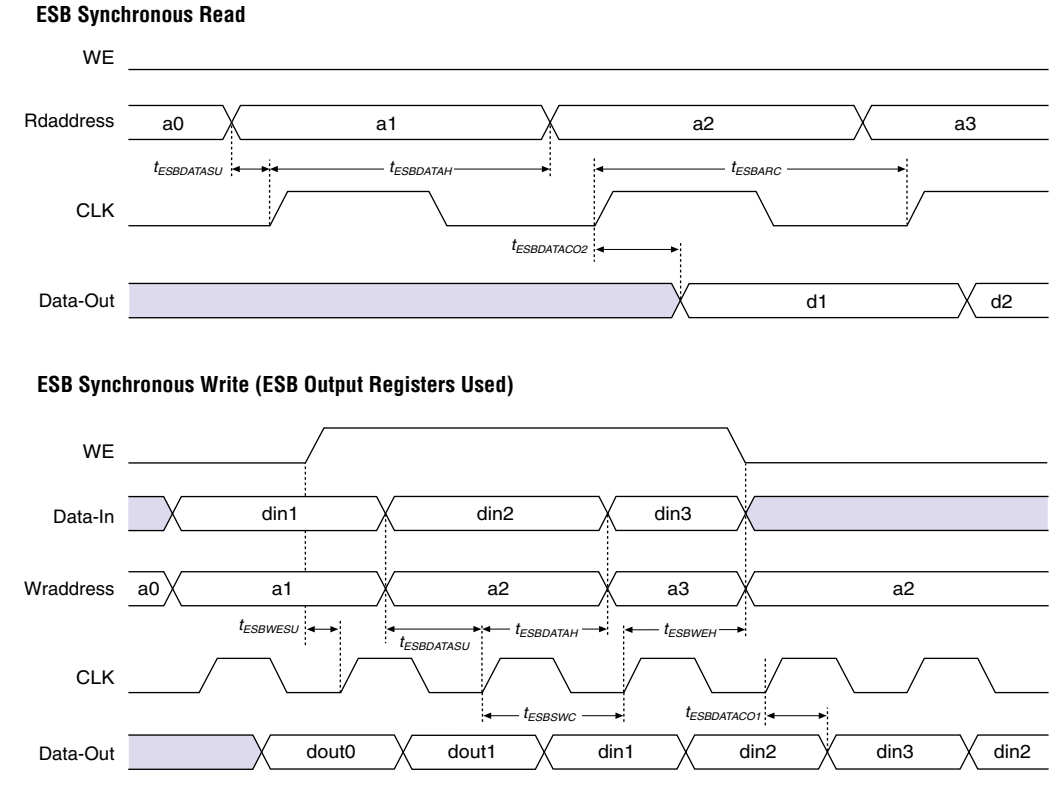 ESB Synchronous Read
WE
Rdaddress a0 a1 a2 a3
tESBDATASU tESBDATAH tESBARC
CLK
tESBDATACO2
Data-Out d1 d2
ESB Synchronous Write (ESB Output Registers Used)
WE
Data-In din1 din2 din3
Wraddress a0 a1 a2 a3 a2
tESBWESU tESBDATASU tESBDATAH tESBWEH
CLK
tESBSWC tESBDATACO1
Data-Out dout0 dout1 din1 din2 din3 din2